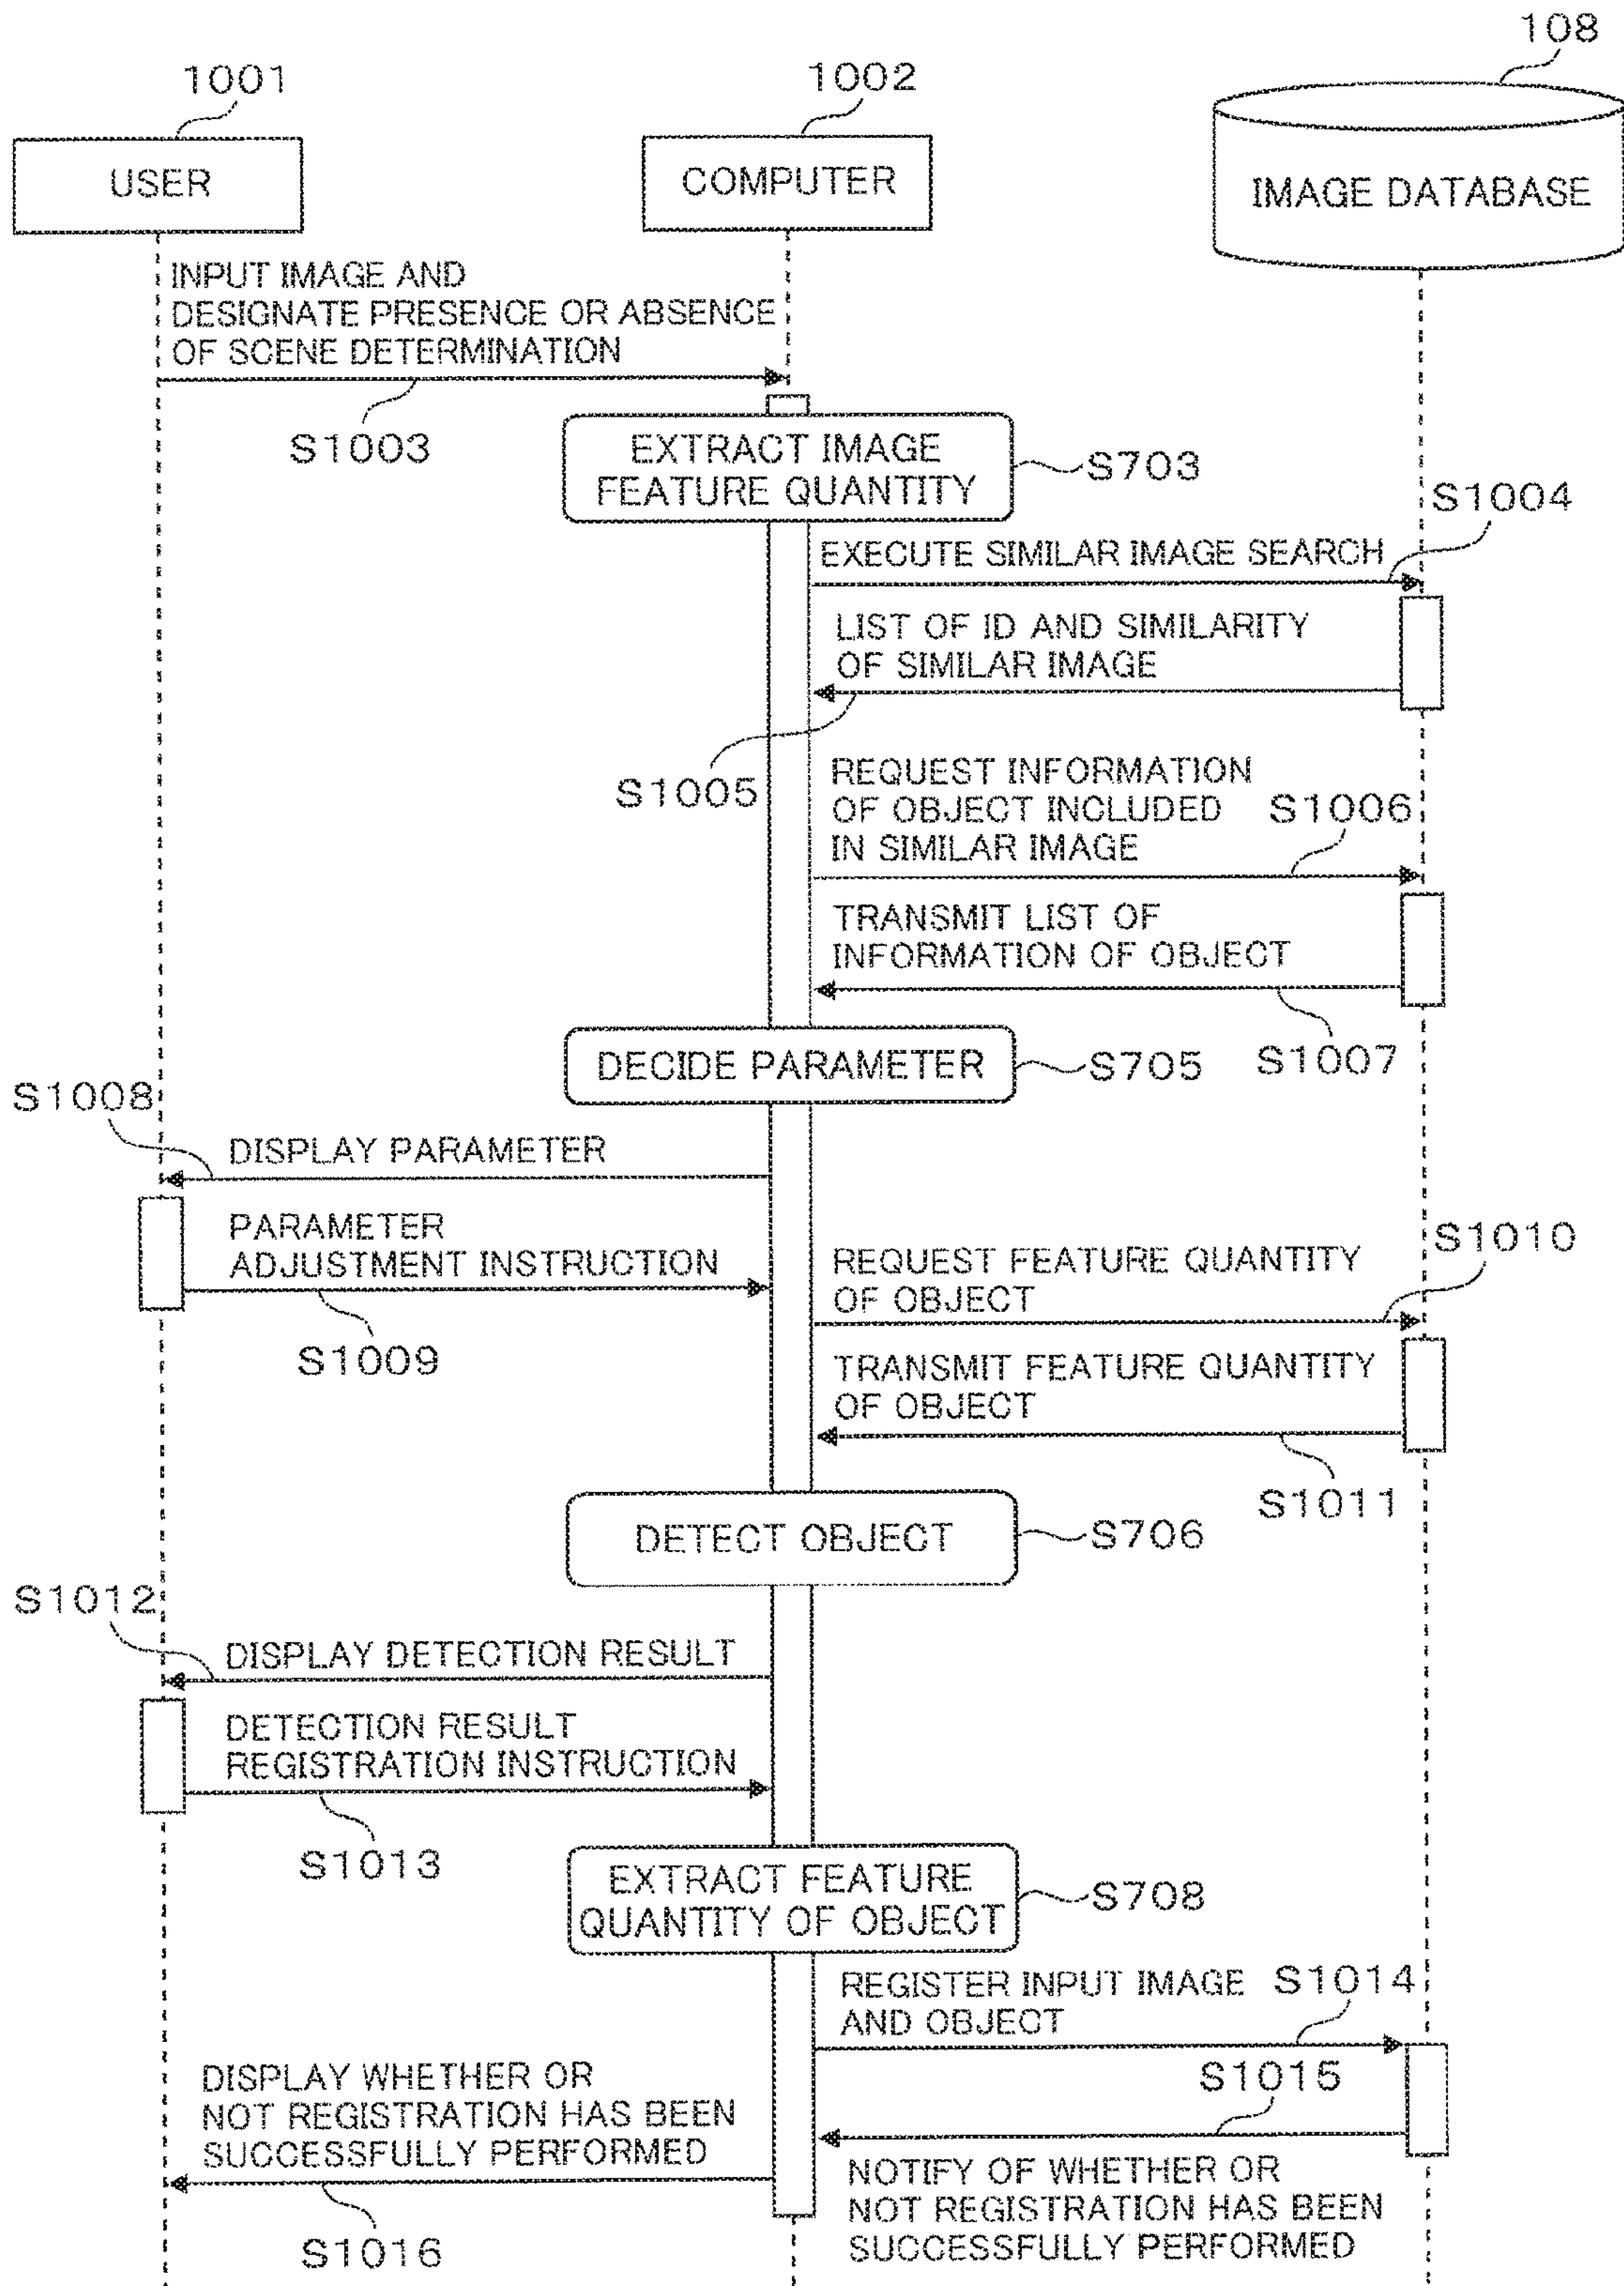 108
1001
1002
USER
COMPUTER
IMAGE DATABASE
INPUT IMAGE AND
DESIGNATE PRESENCE OR ABSENCE
OF SCENE DETERMINATION
S1003
EXTRACT IMAGE
FEATURE QUANTITY
S703
S1004
EXECUTE SIMILAR IMAGE SEARCH
LIST OF ID AND SIMILARITY
OF SIMILAR IMAGE
S1005
REQUEST INFORMATION
OF OBJECT INCLUDED
IN SIMILAR IMAGE
S1006
TRANSMIT LIST OF
INFORMATION OF OBJECT
S1007
DECIDE PARAMETER
S705
S1008
DISPLAY PARAMETER
PARAMETER
ADJUSTMENT INSTRUCTION
S1009
REQUEST FEATURE QUANTITY
OF OBJECT
S1010
TRANSMIT FEATURE QUANTITY
OF OBJECT
S1011
DETECT OBJECT
S706
S1012
DISPLAY DETECTION RESULT
DETECTION RESULT
REGISTRATION INSTRUCTION
S1013
EXTRACT FEATURE
QUANTITY OF OBJECT
S708
REGISTER INPUT IMAGE
AND OBJECT
S1014
S1015
DISPLAY WHETHER OR
NOT REGISTRATION HAS BEEN
SUCCESSFULLY PERFORMED
S1016
NOTIFY OF WHETHER OR
NOT REGISTRATION HAS BEEN
SUCCESSFULLY PERFORMED